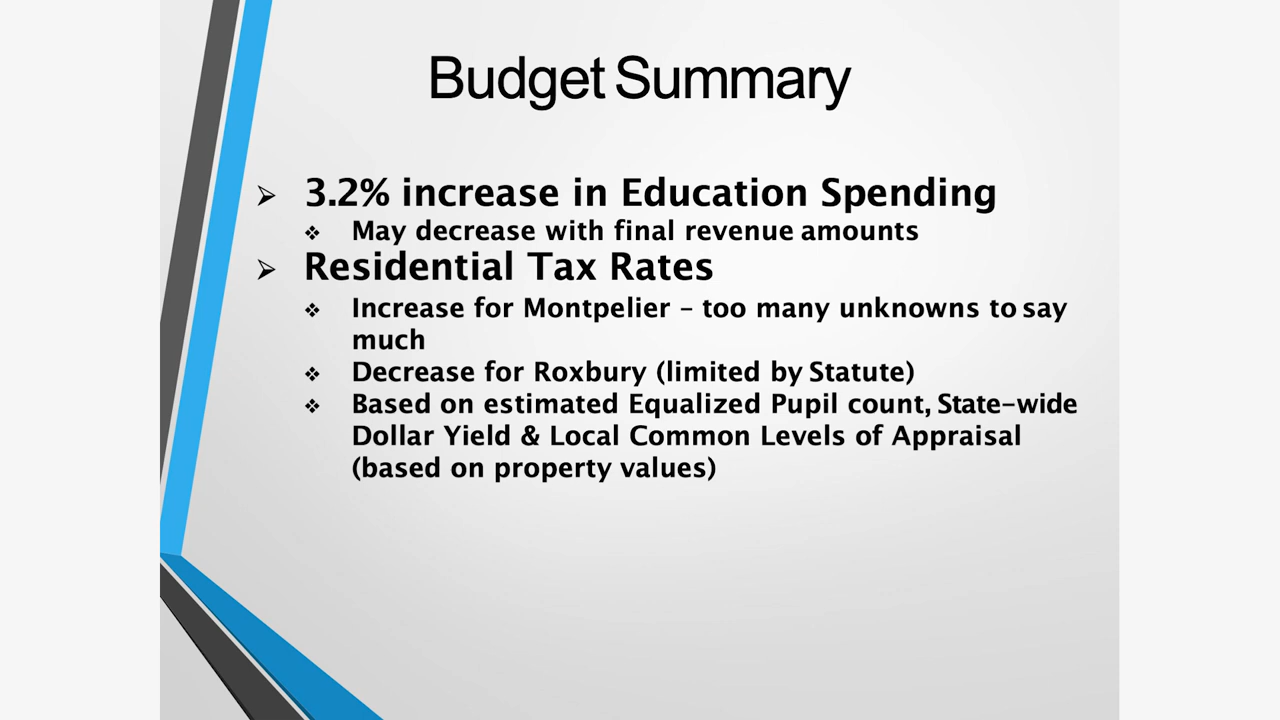 Budget Summary
3.2% increase in Education Spending
May decrease with final revenue amounts
Residential Tax Rates
Increase for Montpelier – too many unknowns to say
much
Decrease for Roxbury (limited by Statute)
Based on estimated Equalized Pupil count, State-wide
Dollar Yield & Local Common Levels of Appraisal
(based on property values)